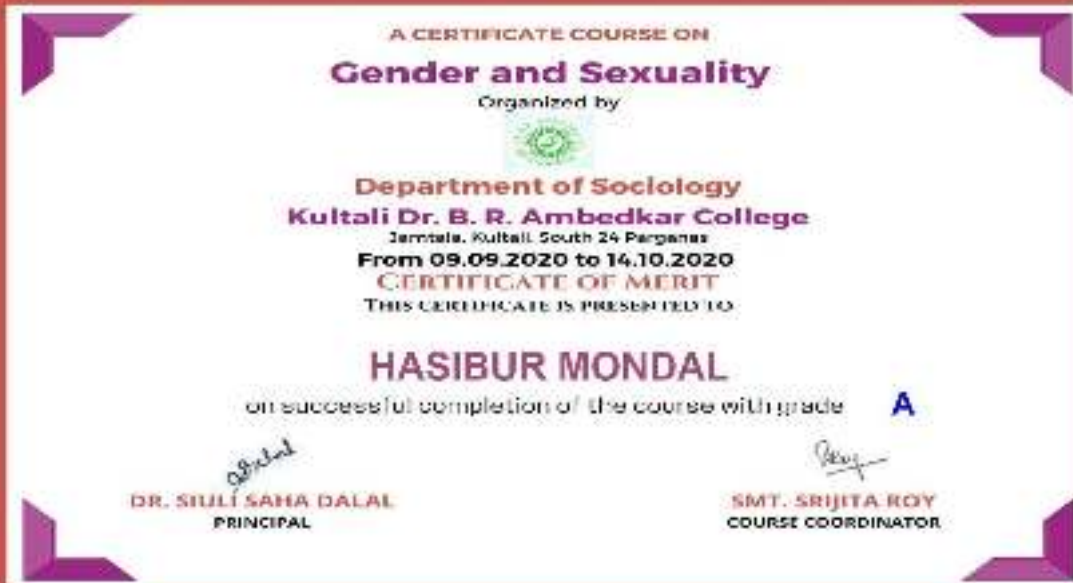 A CERTIFICATE COURSE ON
Gender and Sexuality
Organized by
Department of Sociology
Kultali Dr. B. R. Ambedkar College
Jamtala, Kultali, South 24 Parganas
From 09.09.2020 to 14.10.2020
CERTIFICATE OF MERIT
THIS CERTIFICATE IS PRESENTED TO
HASIBUR MONDAL
on successful completion of the course with grade A
DR. SIULI SAHA DALAL
PRINCIPAL
SMT. SRIJITA ROY
COURSE COORDINATOR